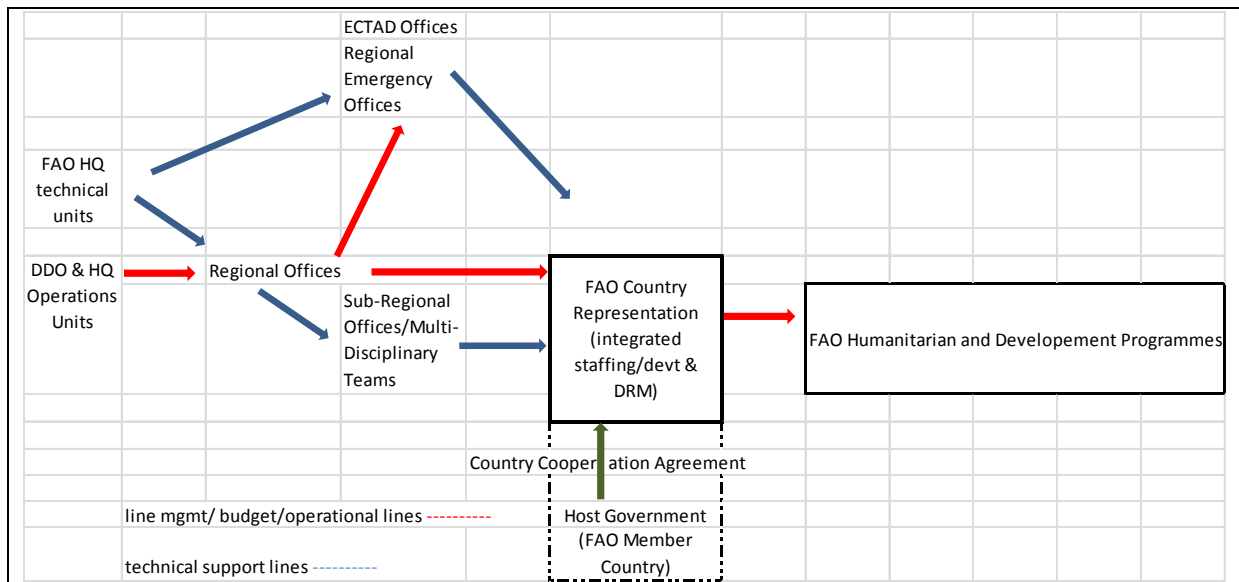 ECTAD Offices
Regional
Emergency
Offices
FAO HQ
technical
units
DDO & HQ
Operations
Units
Regional Offices
Sub-Regional
Offices/Multi-
Disciplinary
Teams
FAO Country
Representation
(integrated
staffing/devt &
DRM)
FAO Humanitarian and Developement Programmes
Country Cooperation Agreement
line mgmt/ budget/operational lines ----------
Host Government
(FAO Member
Country)
technical support lines ----------